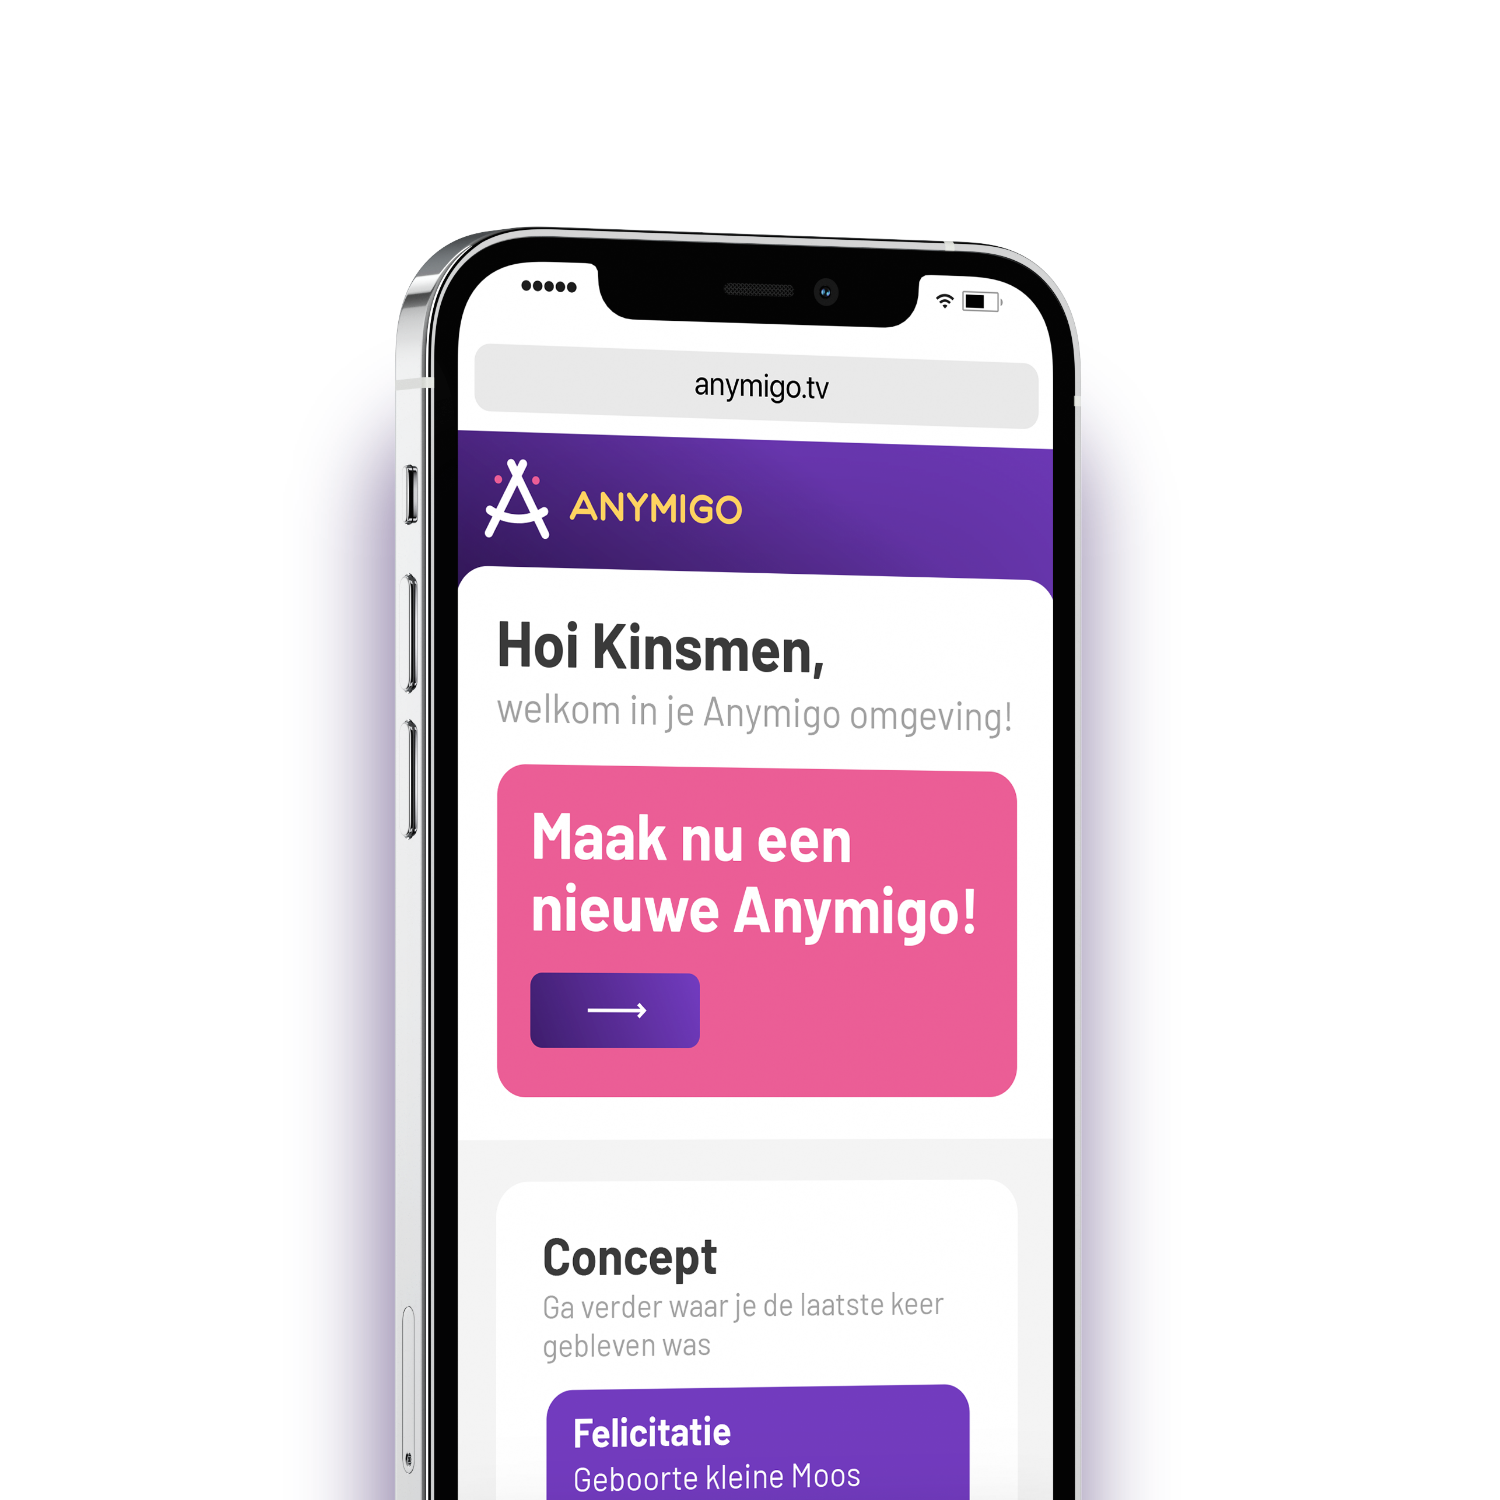 anymigo.tv
ANYMIGO
Hoi Kinsmen,
welkom in je Anymigo omgeving!
Maak nu een
nieuwe Anymigo!
Concept
Ga verder waar je de laatste keer
gebleven was
Felicitatie
Geboorte kleine Moos